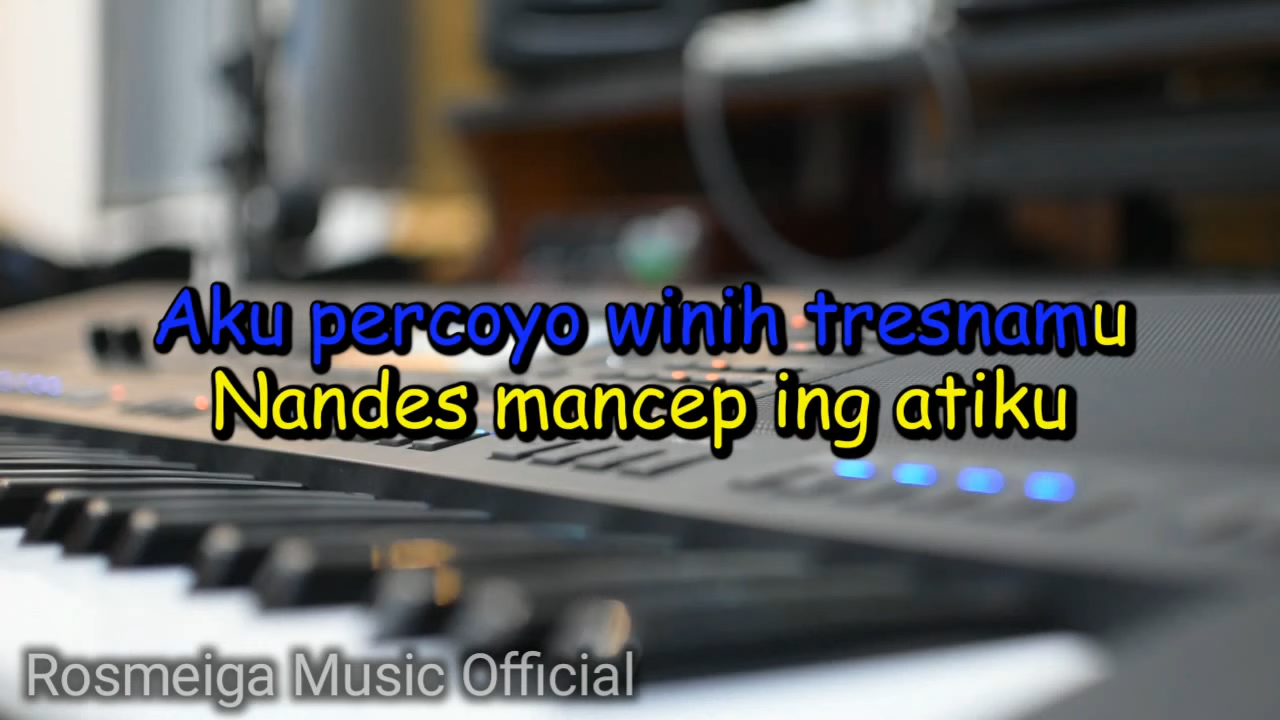 Aku percoyo winih tresnamu
Nandes mancep ing atiku
Rosmeiga Music Official